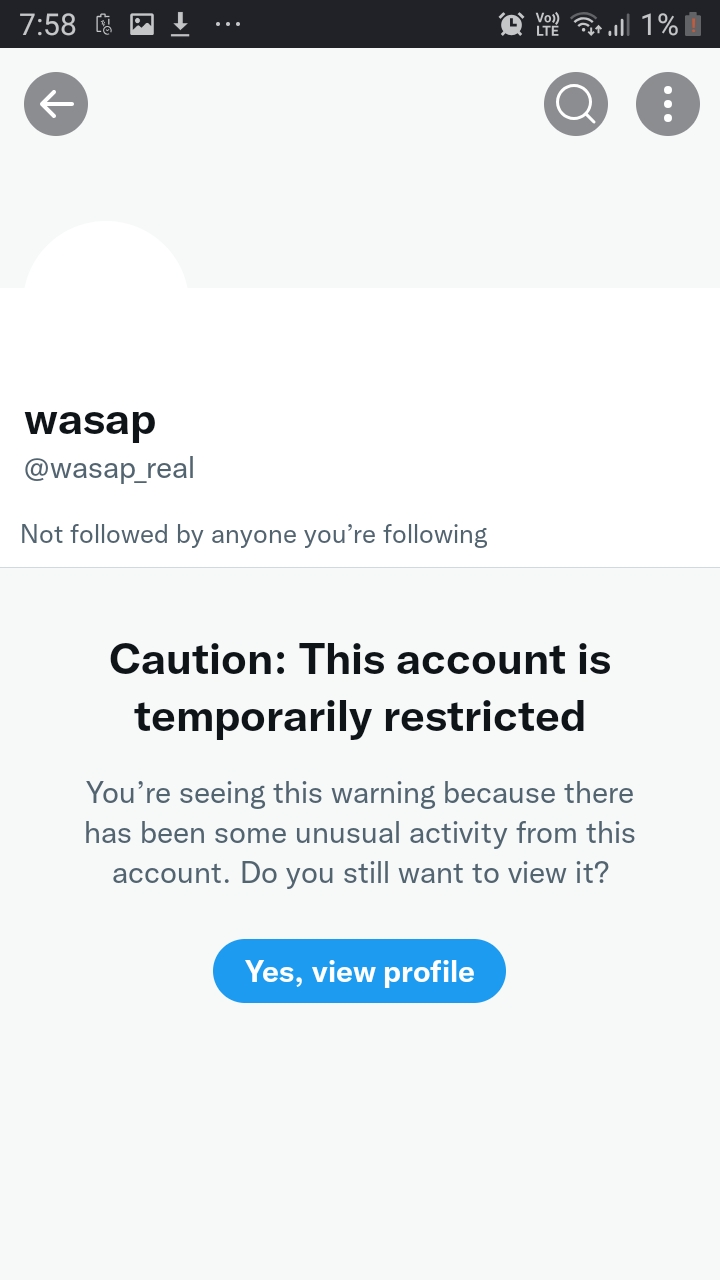 7:58 Vo)) LTE 1%
wasap
@wasap_real
Not followed by anyone you’re following
Caution: This account is
temporarily restricted
You’re seeing this warning because there
has been some unusual activity from this
account. Do you still want to view it?
Yes, view profile